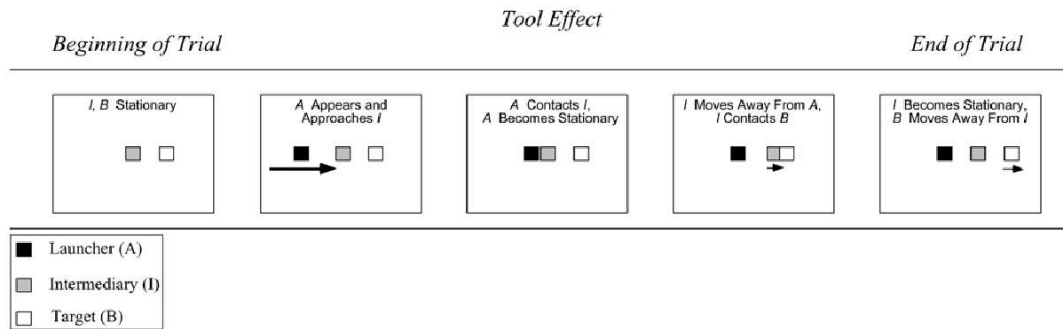 Tool Effect
Beginning of Trial
End of Trial
I, B Stationary
A Appears and
Approaches I
A Contacts I,
A Becomes Stationary
I Moves Away From A,
I Contacts B
I Becomes Stationary,
B Moves Away From I
Launcher (A)
Intermediary (I)
Target (B)